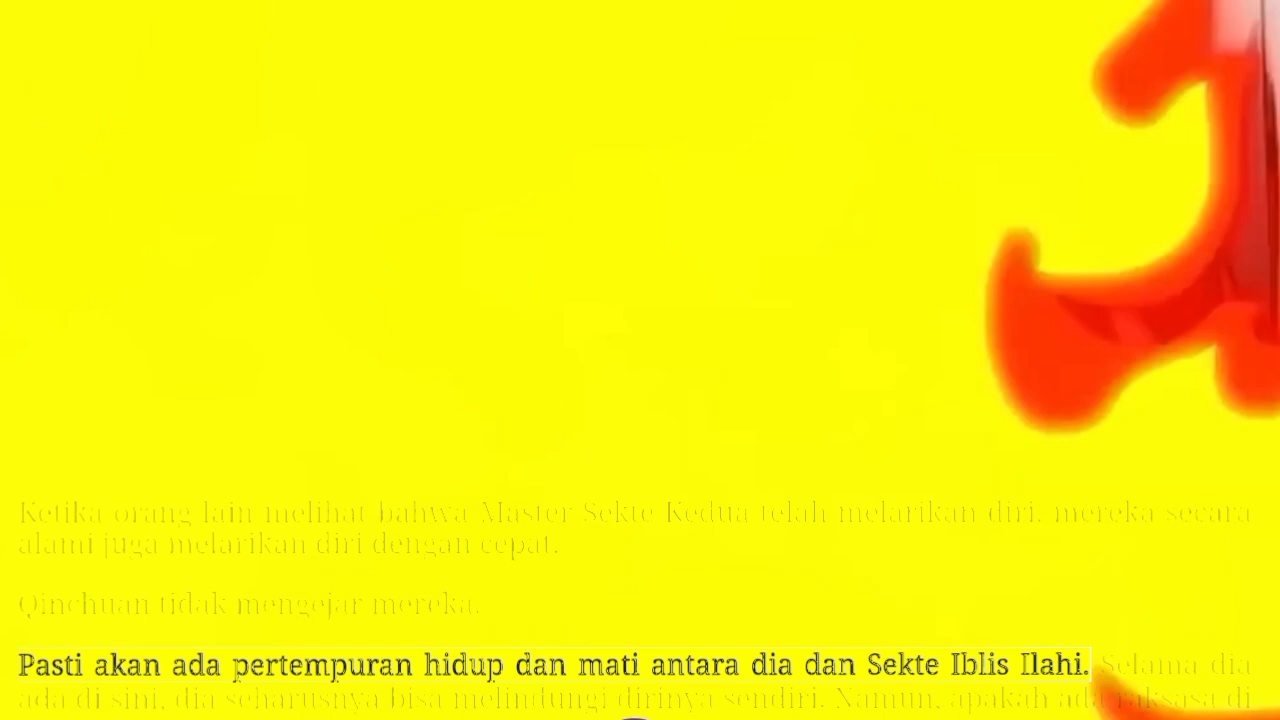 Ketika orang lain melihat bahwa Master Sekte Kedua telah melarikan diri, mereka secara
alami juga melarikan diri dengan cepat.
Qinchuan tidak mengejar mereka.
Pasti akan ada pertempuran hidup dan mati antara dia dan Sekte Iblis Ilahi. Selama dia
ada di sini, dia seharusnya bisa melindungi dirinya sendiri. Namun, apakah ada raksasa di